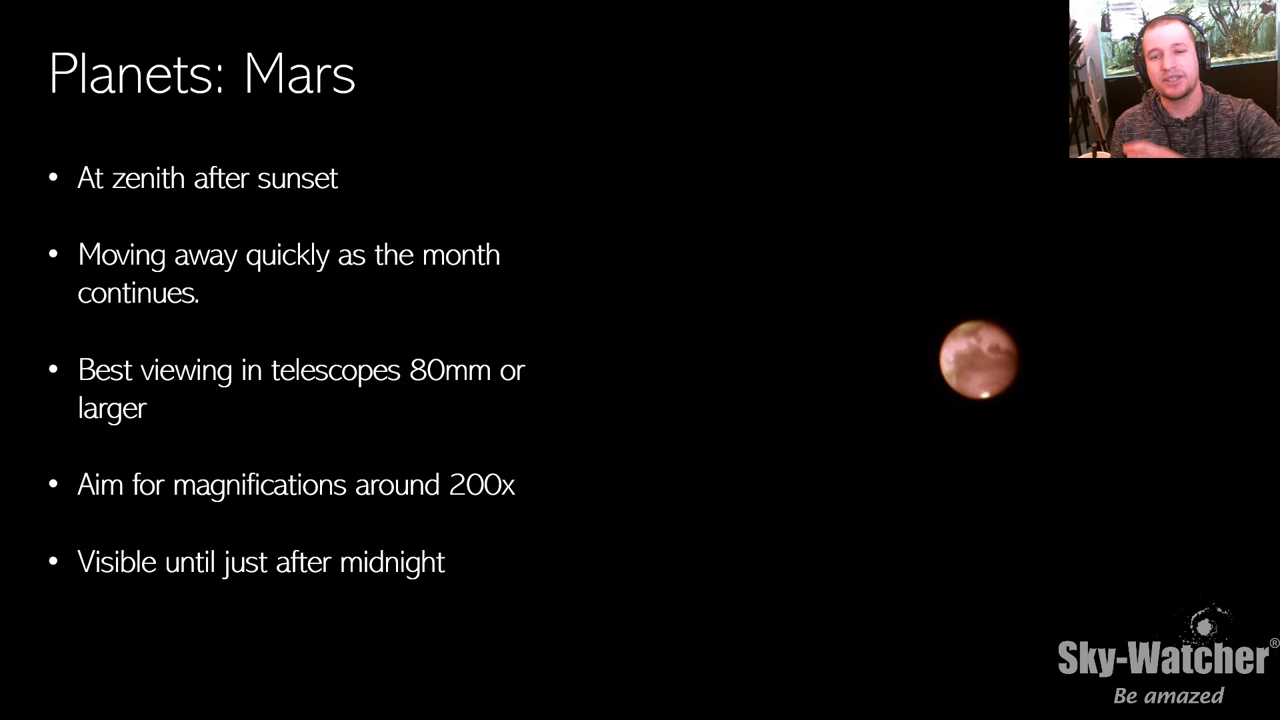 Planets: Mars
• At zenith after sunset
• Moving away quickly as the month
continues.
• Best viewing in telescopes 80mm or
larger
• Aim for magnifications around 200x
• Visible until just after midnight
Sky-Watcher®
Be amazed